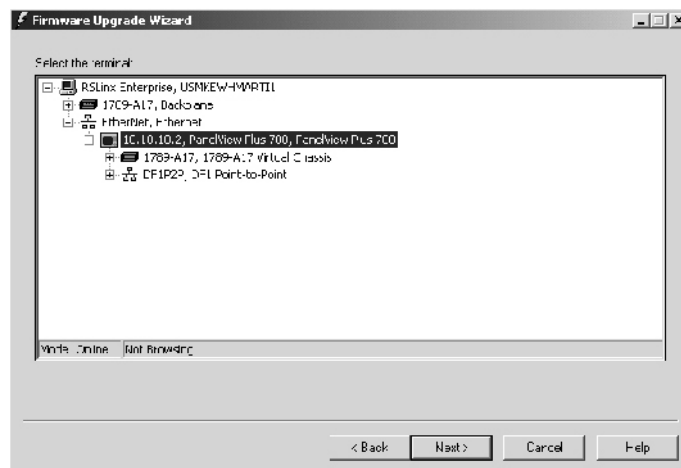 Firmware Upgrade Wizard
Select the terminal:
RSLinx Enterprise, USMKEWHMARTIL
1789-A17, Backplane
Ethernet, Ethernet
10.10.10.2, PanelView Plus 700, PanelView Plus 700
1789-A17, 1789-A17 Virtual Chassis
DF1P2P, DF1 Point-to-Point
Mode: Online Not Browsing
< Back Next > Cancel Help